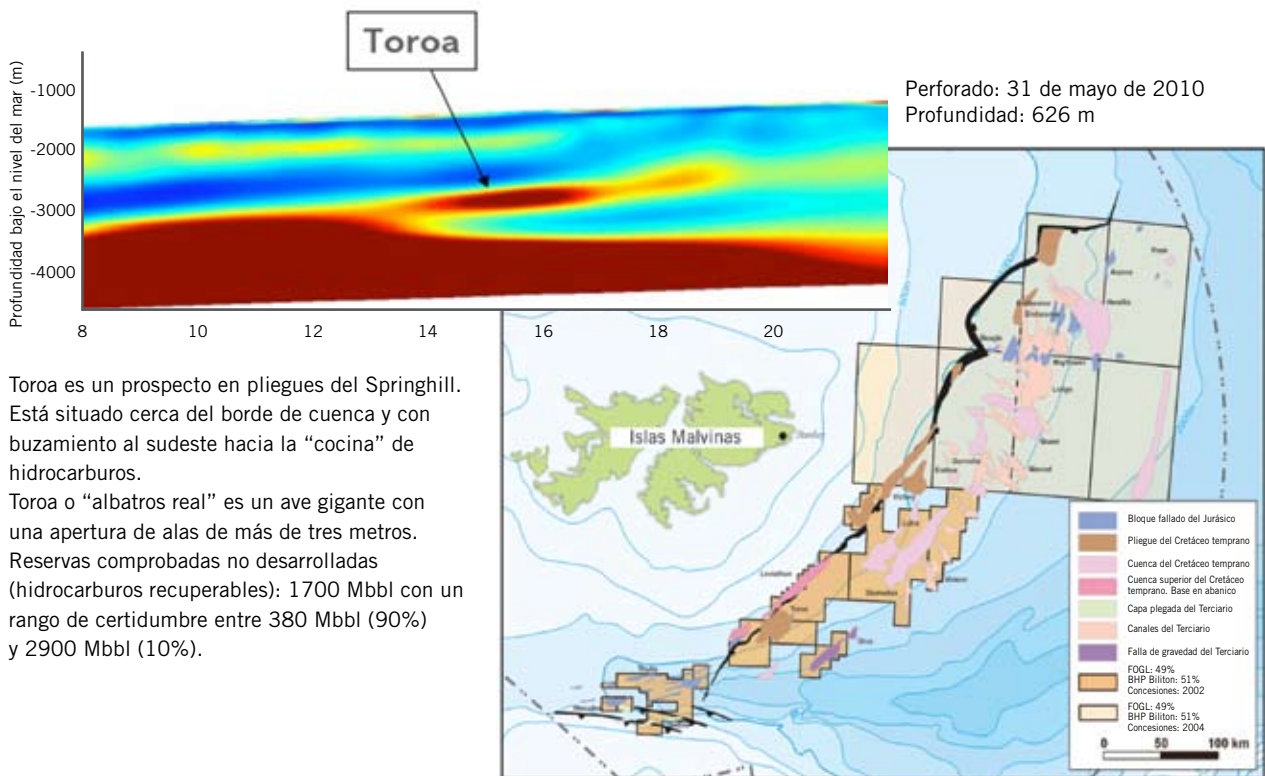 Toroa
Profundidad bajo el nivel del mar (m)
-1000
-2000
-3000
-4000
8
10
12
14
16
18
20
Perforado: 31 de mayo de 2010
Profundidad: 626 m
Toroa es un prospecto en pliegues del Springhill.
Está situado cerca del borde de cuenca y con
buzamiento al sudeste hacia la “cocina” de
hidrocarburos.
Toroa o “albatros real” es un ave gigante con
una apertura de alas de más de tres metros.
Reservas comprobadas no desarrolladas
(hidrocarburos recuperables): 1700 Mbbl con un
rango de certidumbre entre 380 Mbbl (90%)
y 2900 Mbbl (10%).
Islas Malvinas
Stanley
Toroa
Bloque fallado del Jurásico
Pliegue del Cretáceo temprano
Cuenca del Cretáceo temprano
Cuenca superior del Cretáceo
temprano. Base en abanico
Capa plegada del Terciario
Canales del Terciario
Falla de gravedad del Terciario
FOGL: 49%
BHP Biliton: 51%
Concesiones: 2002
FOGL: 49%
BHP Biliton: 51%
Concesiones: 2004
0 50 100 km